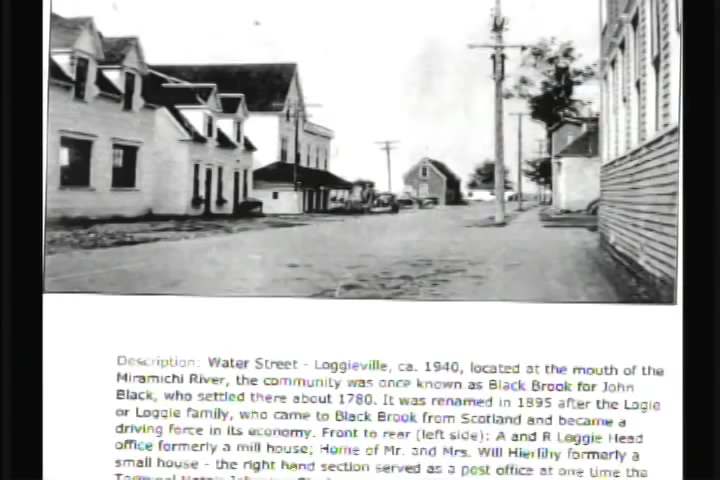 Description: Water Street - Loggieville, ca. 1940, located at the mouth of the
Miramichi River, the community was once known as Black Brook for John
Black, who settled there about 1780. It was renamed in 1895 after the Logie
or Loggie family, who came to Black Brook from Scotland and became a
driving force in its economy. Front to rear (left side): A and R Loggie Head
office formerly a mill house; Home of Mr. and Mrs. Will Hierlihy formerly a
small house - the right hand section served as a post office at one time the